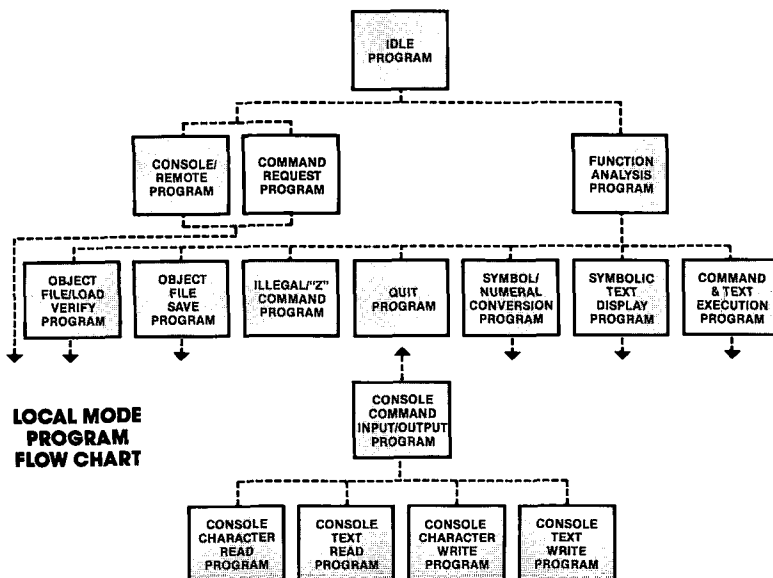 IDLE
PROGRAM
CONSOLE/
REMOTE
PROGRAM
COMMAND
REQUEST
PROGRAM
FUNCTION
ANALYSIS
PROGRAM
OBJECT
FILE/LOAD
VERIFY
PROGRAM
OBJECT
FILE
SAVE
PROGRAM
ILLEGAL/"Z"
COMMAND
PROGRAM
QUIT
PROGRAM
SYMBOL/
NUMERAL
CONVERSION
PROGRAM
SYMBOLIC
TEXT
DISPLAY
PROGRAM
COMMAND
& TEXT
EXECUTION
PROGRAM
LOCAL MODE
PROGRAM
FLOW CHART
CONSOLE
COMMAND
INPUT/OUTPUT
PROGRAM
CONSOLE
CHARACTER
READ
PROGRAM
CONSOLE
TEXT
READ
PROGRAM
CONSOLE
CHARACTER
WRITE
PROGRAM
CONSOLE
TEXT
WRITE
PROGRAM